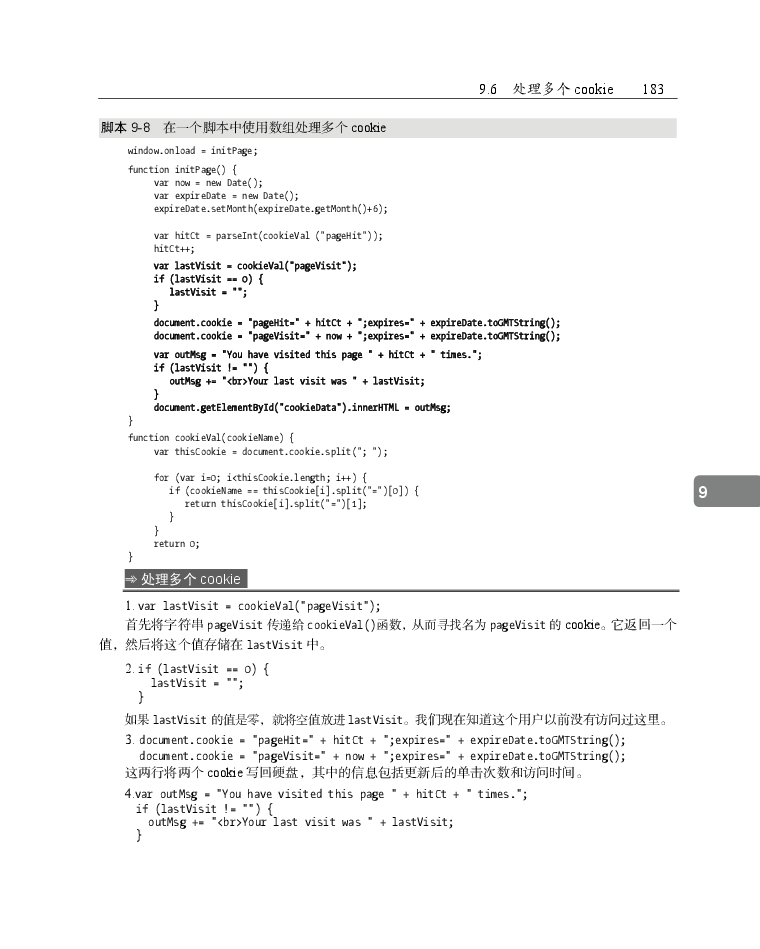 9.6 处理多个 cookie 183
脚本 9-8 在一个脚本中使用数组处理多个 cookie
window.onload = initPage;
function initPage() {
var now = new Date();
var expireDate = new Date();
expireDate.setMonth(expireDate.getMonth()+6);
var hitCt = parseInt(cookieVal ("pageHit"));
hitCt++;
var lastVisit = cookieVal("pageVisit");
if (lastVisit == 0) {
lastVisit = "";
}
document.cookie = "pageHit=" + hitCt + ";expires=" + expireDate.toGMTString();
document.cookie = "pageVisit=" + now + ";expires=" + expireDate.toGMTString();
var outMsg = "You have visited this page " + hitCt + " times.";
if (lastVisit != "") {
outMsg += "<br>Your last visit was " + lastVisit;
}
document.getElementById("cookieData").innerHTML = outMsg;
}
function cookieVal(cookieName) {
var thisCookie = document.cookie.split("; ");
for (var i=0; i<thisCookie.length; i++) {
if (cookieName == thisCookie[i].split("=")[0]) {
return thisCookie[i].split("=")[1];
}
}
return 0;
}
9
⇒ 处理多个 cookie
1. var lastVisit = cookieVal("pageVisit");
首先将字符串 pageVisit 传递给 cookieVal()函数，从而寻找名为 pageVisit 的 cookie。它返回一个
值，然后将这个值存储在 lastVisit 中。
2. if (lastVisit == 0) {
lastVisit = "";
}
如果 lastVisit 的值是零，就将空值放进 lastVisit。我们现在知道这个用户以前没有访问过这里。
3. document.cookie = "pageHit=" + hitCt + ";expires=" + expireDate.toGMTString();
document.cookie = "pageVisit=" + now + ";expires=" + expireDate.toGMTString();
这两行将两个 cookie 写回硬盘，其中的信息包括更新后的单击次数和访问时间。
4.var outMsg = "You have visited this page " + hitCt + " times.";
if (lastVisit != "") {
outMsg += "<br>Your last visit was " + lastVisit;
}